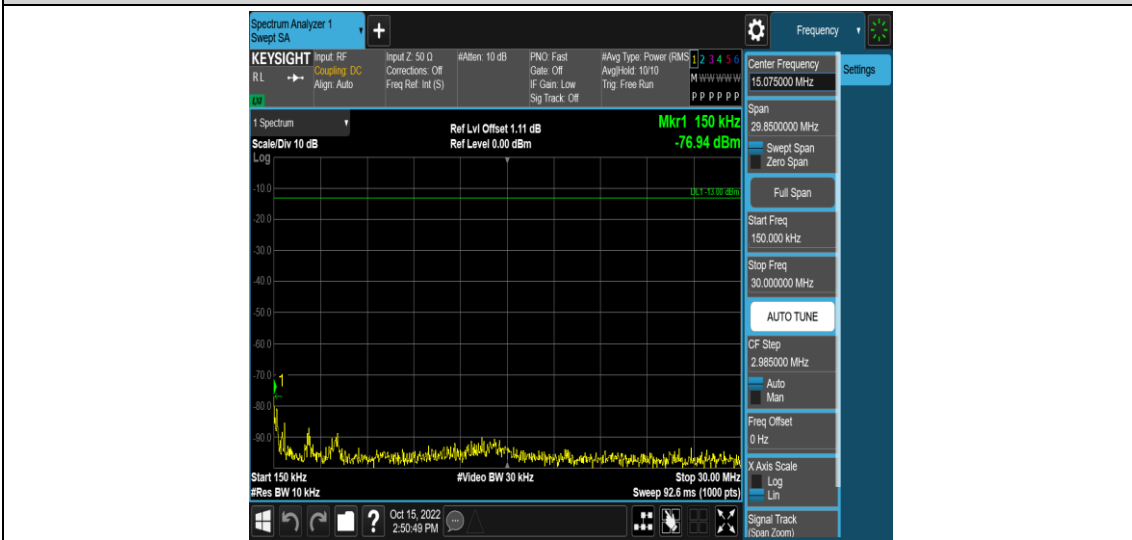 Spectrum Analyzer 1
Swept SA
+
Frequency
KEYSIGHT
RL
LXI
Input: RF
Coupling: DC
Align: Auto
Input Z: 50 Ω
Corrections: Off
Freq Ref: Int (S)
#Atten: 10 dB
PNO: Fast
Gate: Off
IF Gain: Low
Sig Track: Off
#Avg Type: Power (RMS
Avg|Hold: 10/10
Trig: Free Run
1 2 3 4 5 6
M W W W W W
P P P P P P
1 Spectrum
Scale/Div 10 dB
Log
Ref Lvl Offset 1.11 dB
Ref Level 0.00 dBm
Mkr1 150 kHz
-76.94 dBm
DL1 -13.00 dBm
-10.0
-20.0
-30.0
-40.0
-50.0
-60.0
-70.0
1
-80.0
-90.0
Start 150 kHz
#Video BW 30 kHz
Stop 30.00 MHz
#Res BW 10 kHz
Sweep 92.6 ms (1000 pts)
?
Oct 15, 2022
2:50:49 PM
Center Frequency
15.075000 MHz
Settings
Span
29.8500000 MHz
Swept Span
Zero Span
Full Span
Start Freq
150.000 kHz
Stop Freq
30.000000 MHz
AUTO TUNE
CF Step
2.985000 MHz
Auto
Man
Freq Offset
0 Hz
X Axis Scale
Log
Lin
Signal Track
(Span Zoom)